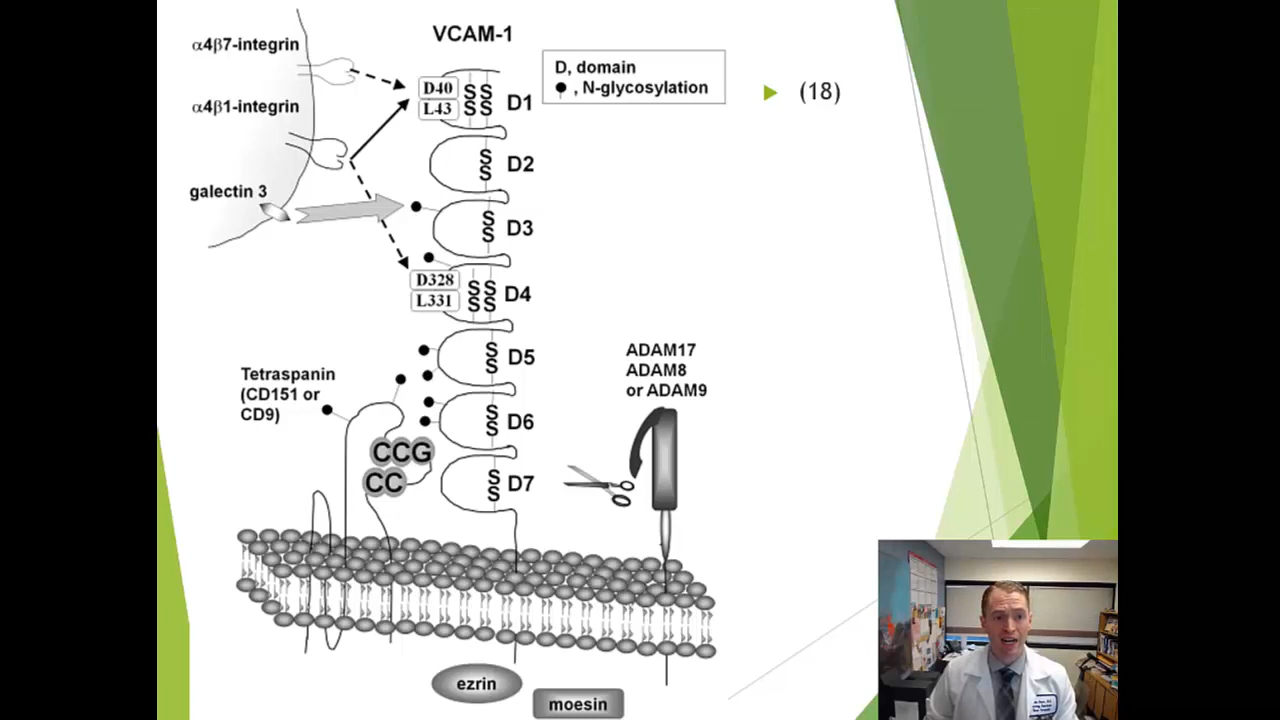 VCAM-1
α4β7-integrin
α4β1-integrin
galectin 3
D, domain
, N-glycosylation
(18)
D40
L43
S S
S S
D1
S
S
D2
S
S
D3
D328
L331
S S
S S
D4
S
S
D5
S
S
D6
S
S
D7
Tetraspanin
(CD151 or
CD9)
CCG
CC
ADAM17
ADAM8
or ADAM9
ezrin
moesin